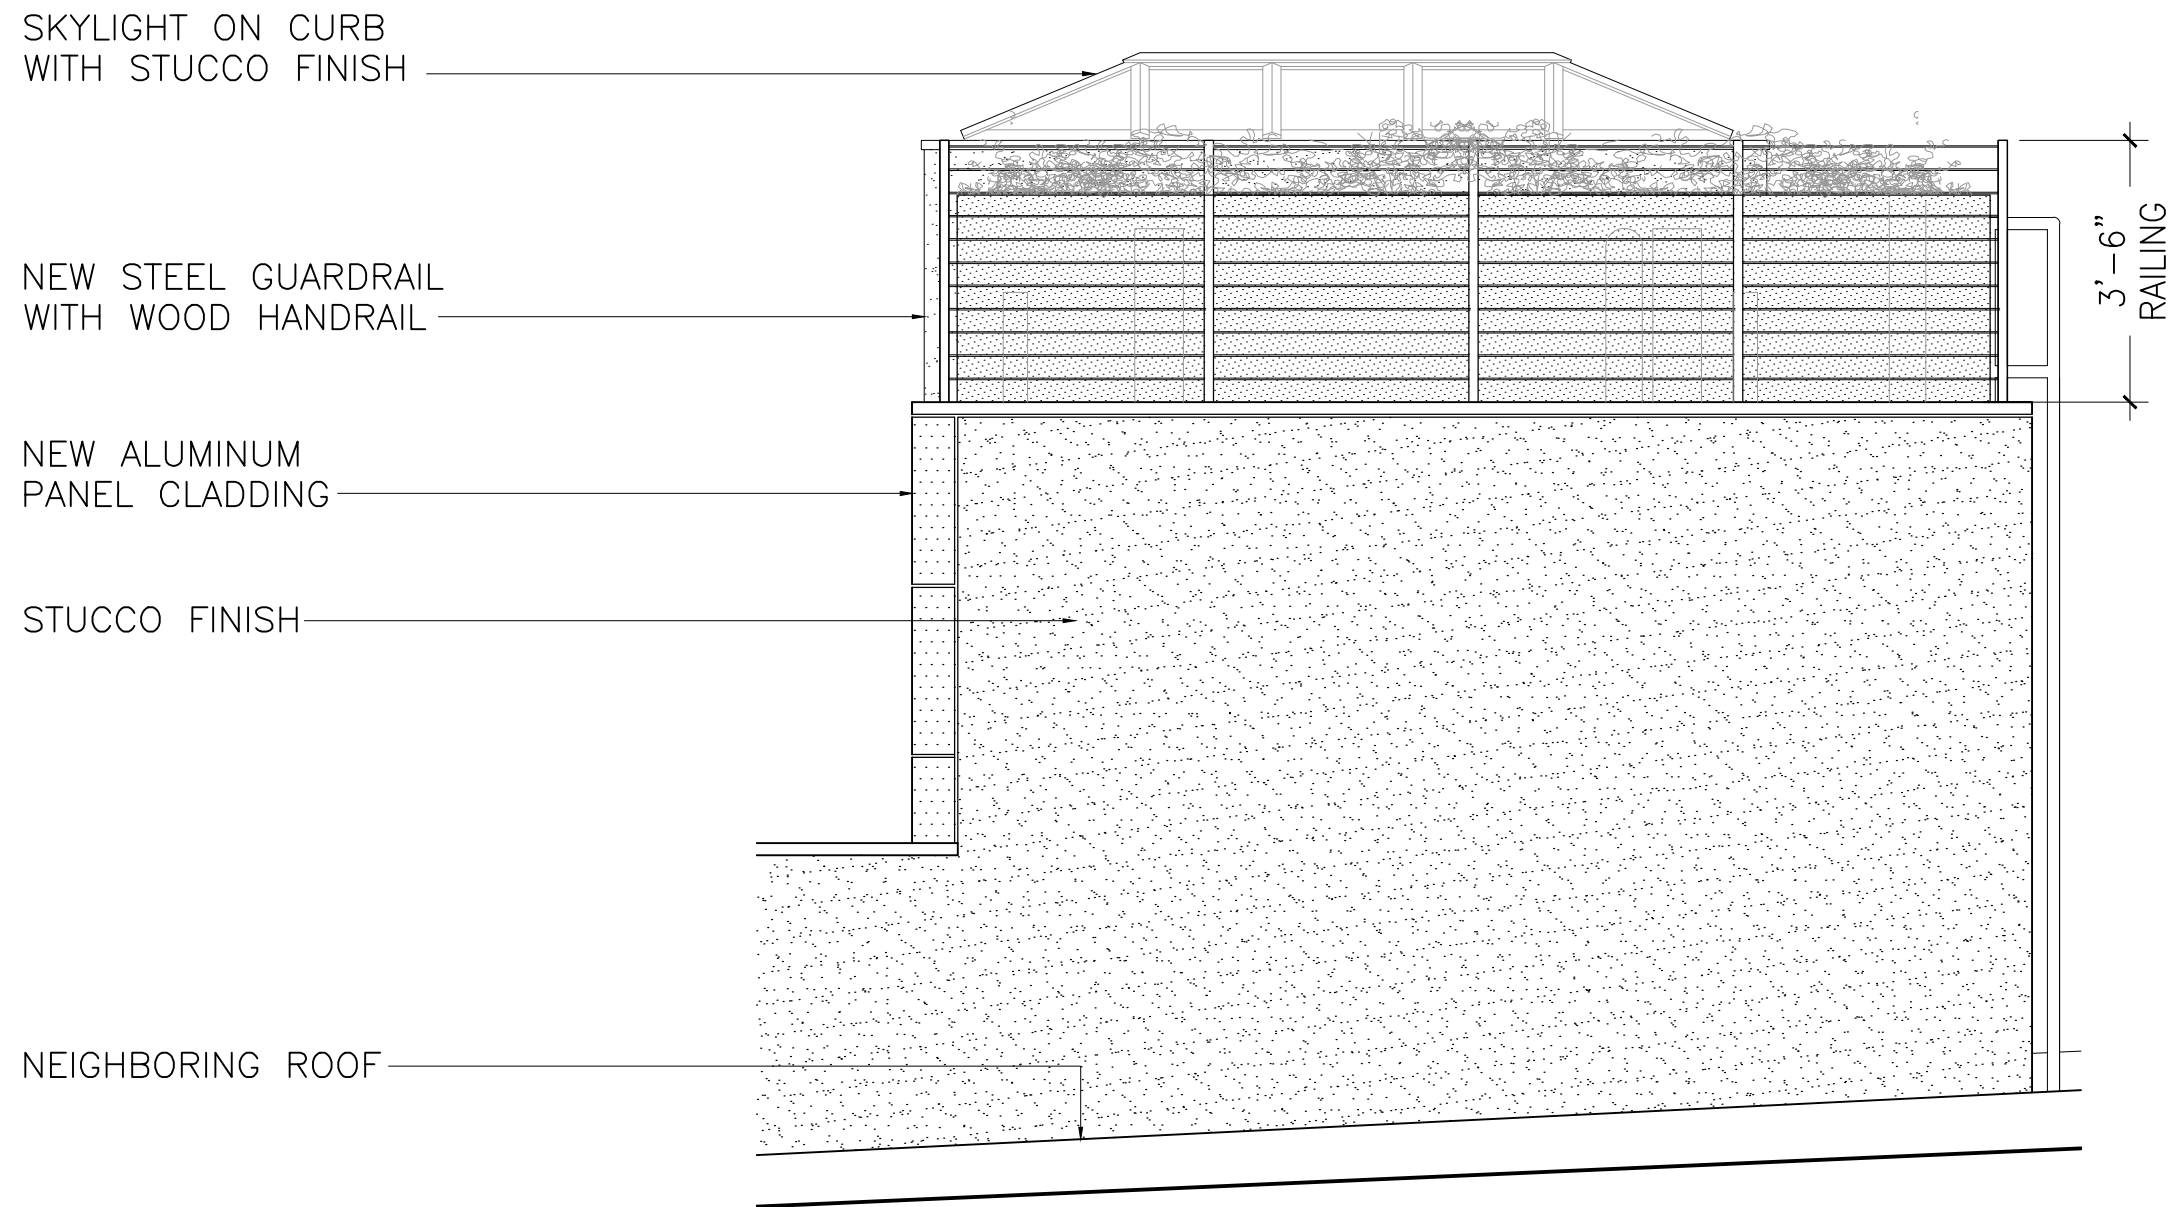 SKYLIGHT ON CURB
WITH STUCCO FINISH
NEW STEEL GUARDRAIL
WITH WOOD HANDRAIL
3'-6"
RAILING
NEW ALUMINUM
PANEL CLADDING
STUCCO FINISH
NEIGHBORING ROOF